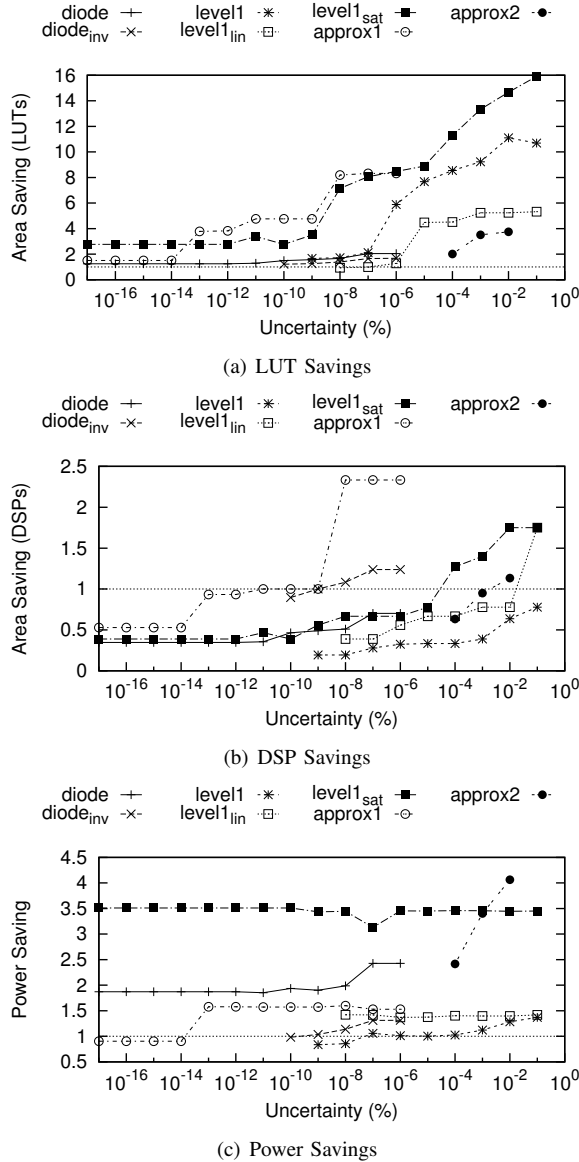 diode level1 level1sat approx2
diodeinv level1lin approx1
16
14
12
10
8
6
4
2
0
Area Saving (LUTs)
10-16 10-14 10-12 10-10 10-8 10-6 10-4 10-2 100
Uncertainty (%)
(a) LUT Savings
diode level1 level1sat approx2
diodeinv level1lin approx1
2.5
2
1.5
1
0.5
0
Area Saving (DSPs)
10-16 10-14 10-12 10-10 10-8 10-6 10-4 10-2 100
Uncertainty (%)
(b) DSP Savings
diode level1 level1sat approx2
diodeinv level1lin approx1
4.5
4
3.5
3
2.5
2
1.5
1
0.5
Power Saving
10-16 10-14 10-12 10-10 10-8 10-6 10-4 10-2 100
Uncertainty (%)
(c) Power Savings